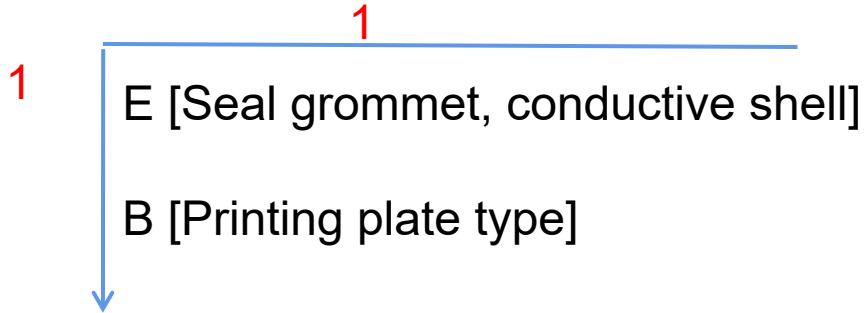 1
1
E [Seal grommet, conductive shell]
B [Printing plate type]